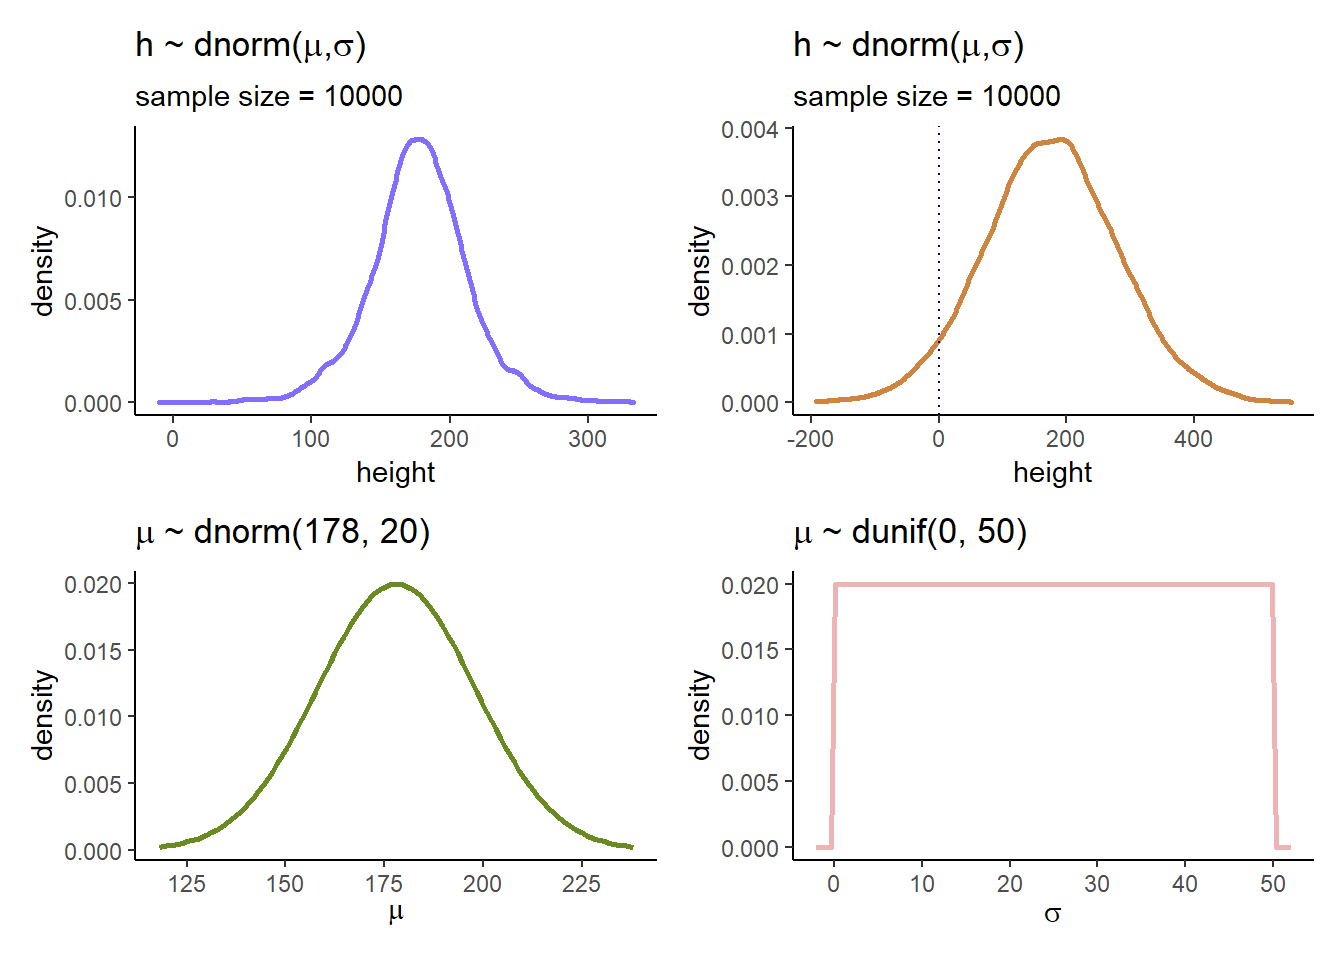 h ~ dnorm(μ,σ)
sample size = 10000
density
0.010
0.005
0.000
0
100
200
300
height
h ~ dnorm(μ,σ)
sample size = 10000
density
0.004
0.003
0.002
0.001
0.000
-200
0
200
400
height
μ ~ dnorm(178, 20)
density
0.020
0.015
0.010
0.005
0.000
125
150
175
200
225
μ
μ ~ dunif(0, 50)
density
0.020
0.015
0.010
0.005
0.000
0
10
20
30
40
50
σ